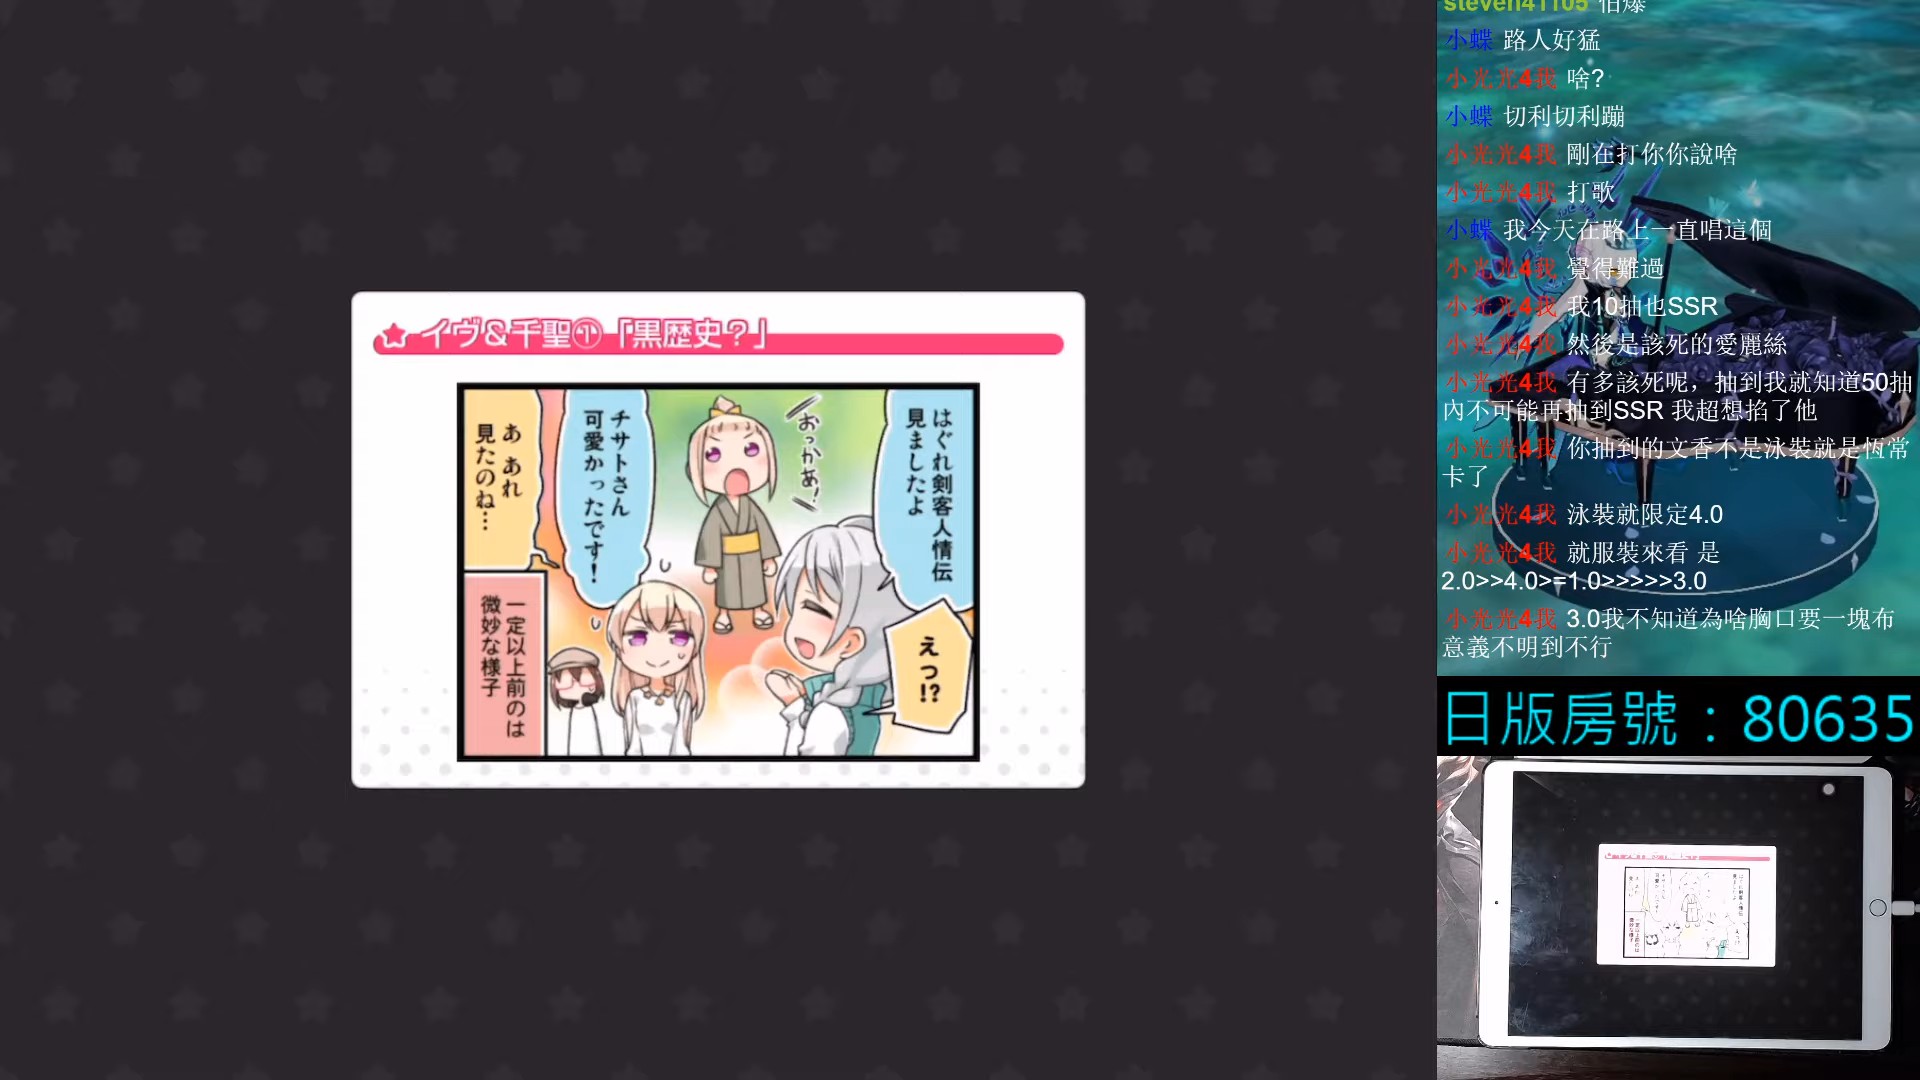 イヴ&千聖①「黒歴史?」
はぐれ剣客人情伝
見ましたよ
おっかあ!
チサトさん
可愛かったです!
あ あれ
見たのね…
えっ!?
一定以上前のは
微妙な様子
steven41105 怕爆
小蝶 路人好猛
小光光4我 啥?
小蝶 切利切利蹦
小光光4我 剛在打你你說啥
小光光4我 打歌
小蝶 我今天在路上一直唱這個
小光光4我 覺得難過
小光光4我 我10抽也SSR
小光光4我 然後是該死的愛麗絲
小光光4我 有多該死呢，抽到我就知道50抽
內不可能再抽到SSR 我超想掐了他
小光光4我 你抽到的文香不是泳裝就是恆常
卡了
小光光4我 泳裝就限定4.0
小光光4我 就服裝來看 是
2.0>>4.0>=1.0>>>>>3.0
小光光4我 3.0我不知道為啥胸口要一塊布
意義不明到不行
日版房號：80635